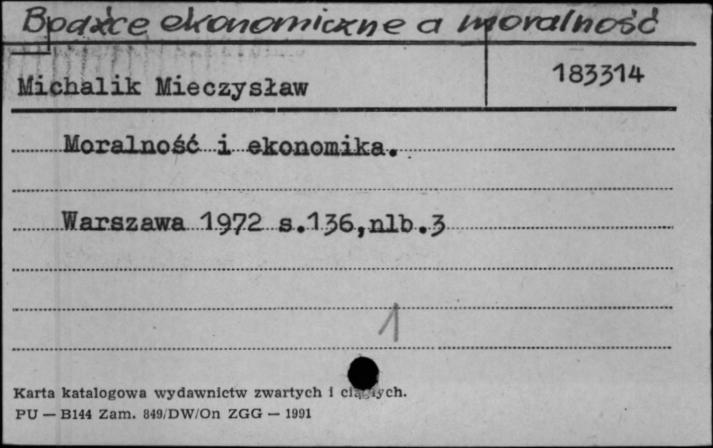 Bodźce ekonomiczne a moralność
183314
Michalik Mieczysław
Moralność i ekonomika.
Warszawa 1972 s.136,nlb.3
1
Karta katalogowa wydawnictw zwartych i ciągłych.
PU — B144 Zam. 849/DW/On ZGG — 1991